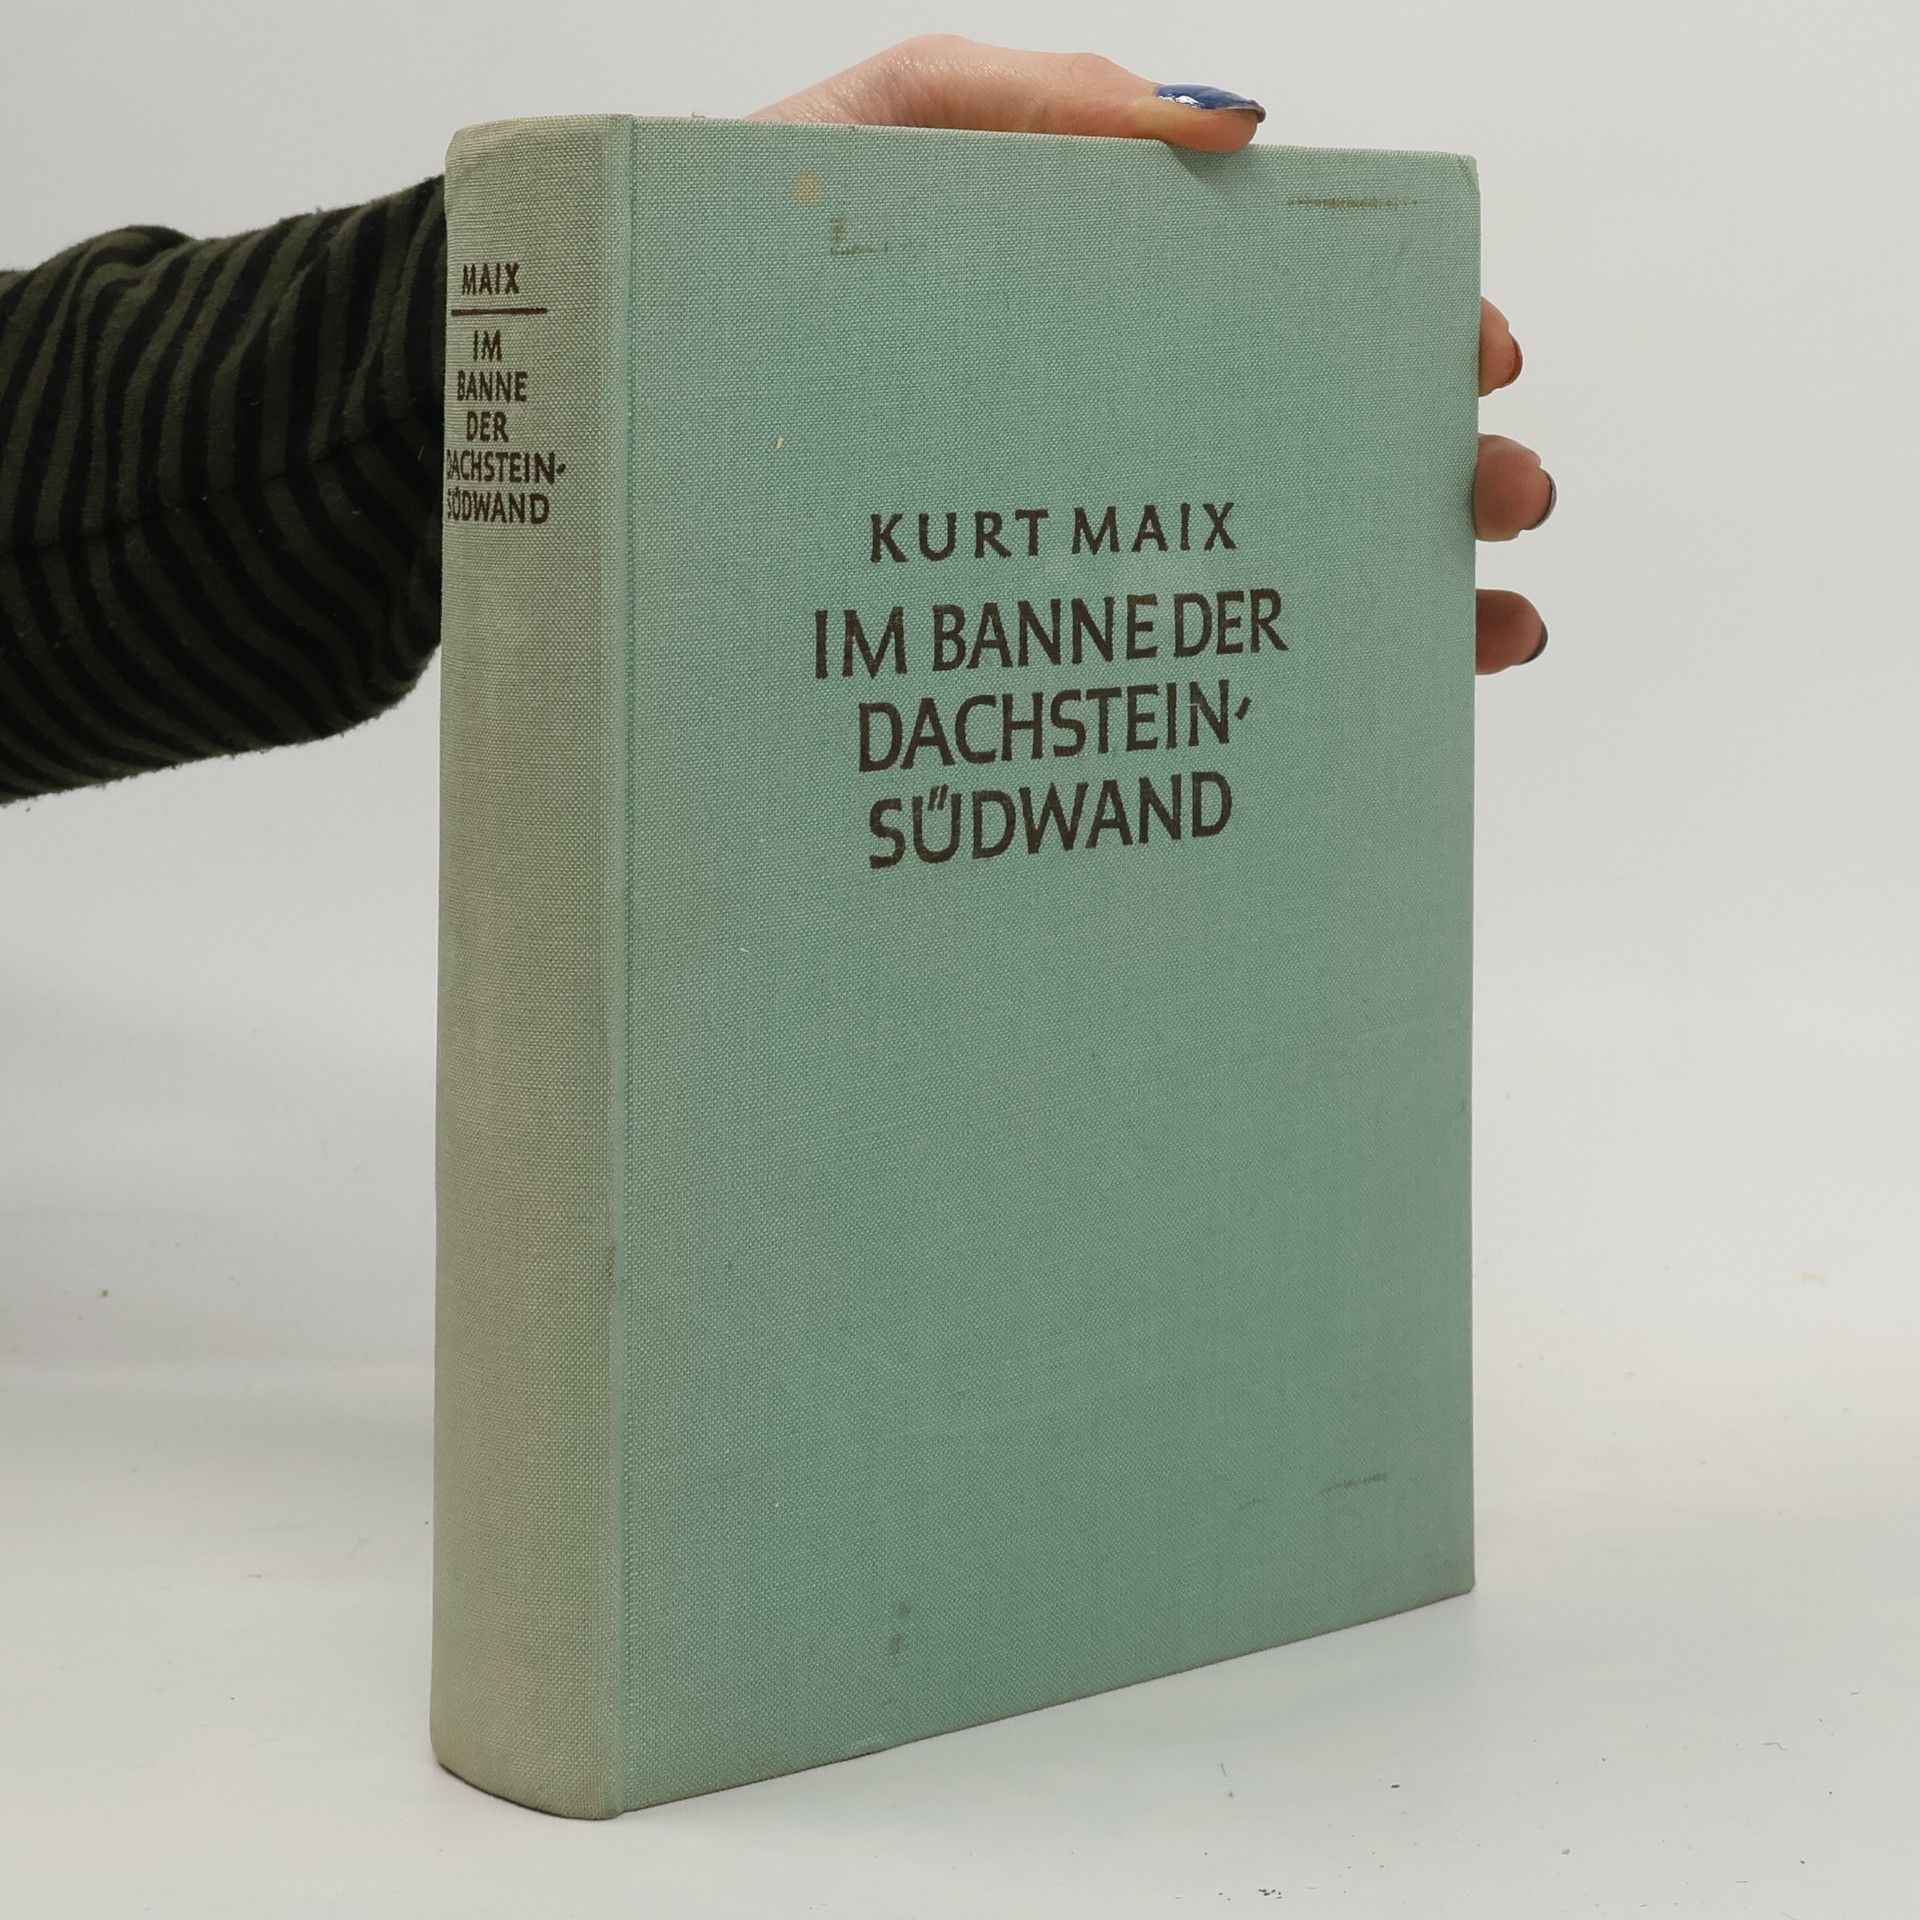 MAIX
IM
BANNE
DER
DACHSTEIN-
SÜDWAND
KURT MAIX
IM BANNE DER
DACHSTEIN-
SÜDWAND